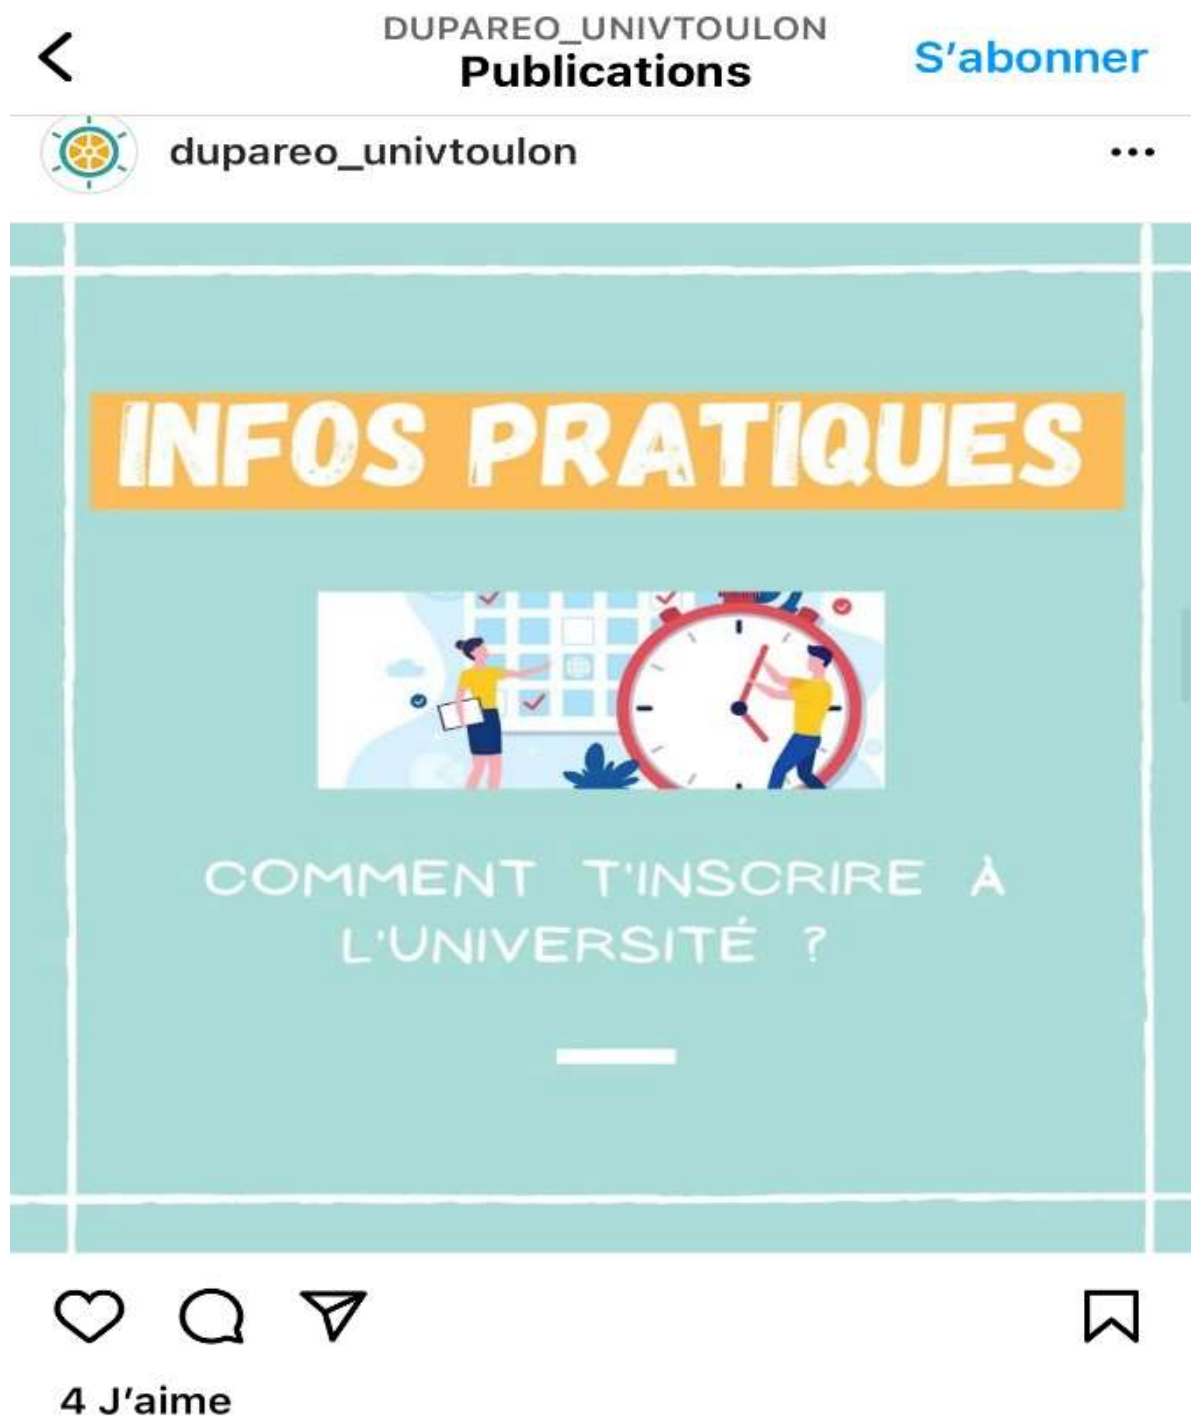 DUPAREO_UNIVTOULON
Publications
S'abonner
dupareo_univtoulon
INFOS PRATIQUES
COMMENT T'INSCRIRE À
L'UNIVERSITÉ ?
4 J'aime